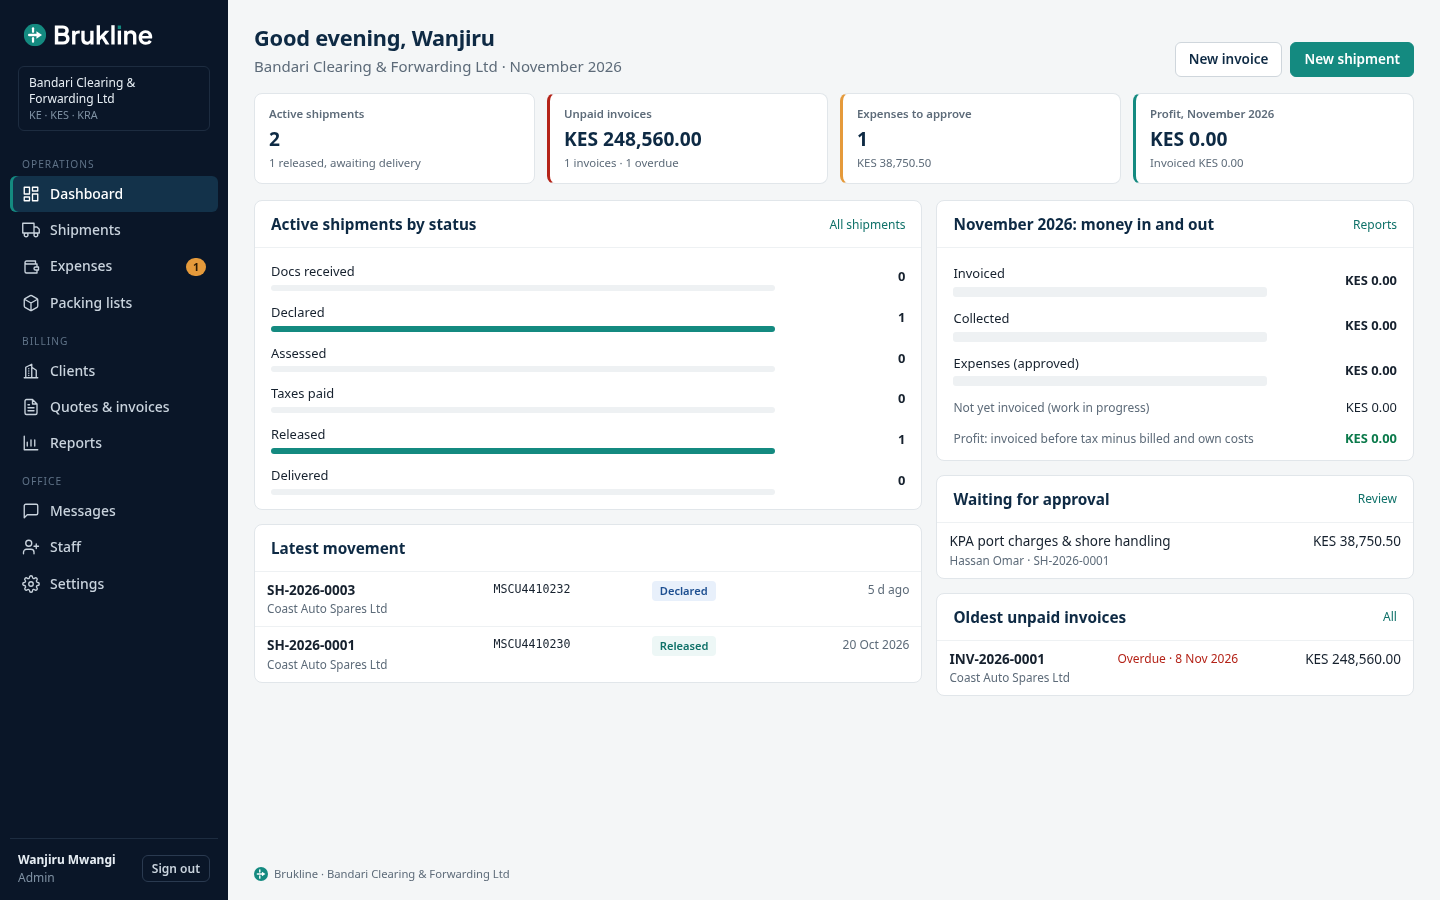 Brukline
Bandari Clearing &
Forwarding Ltd
KE · KES · KRA
OPERATIONS
Dashboard
Shipments
Expenses 1
Packing lists
BILLING
Clients
Quotes & invoices
Reports
OFFICE
Messages
Staff
Settings
Wanjiru Mwangi
Admin
Sign out
Good evening, Wanjiru
Bandari Clearing & Forwarding Ltd · November 2026
New invoice
New shipment
Active shipments
2
1 released, awaiting delivery
Unpaid invoices
KES 248,560.00
1 invoices · 1 overdue
Expenses to approve
1
KES 38,750.50
Profit, November 2026
KES 0.00
Invoiced KES 0.00
Active shipments by status All shipments
Docs received 0
Declared 1
Assessed 0
Taxes paid 0
Released 1
Delivered 0
Latest movement
SH-2026-0003 MSCU4410232 Declared 5 d ago
Coast Auto Spares Ltd
SH-2026-0001 MSCU4410230 Released 20 Oct 2026
Coast Auto Spares Ltd
November 2026: money in and out Reports
Invoiced KES 0.00
Collected KES 0.00
Expenses (approved) KES 0.00
Not yet invoiced (work in progress) KES 0.00
Profit: invoiced before tax minus billed and own costs KES 0.00
Waiting for approval Review
KPA port charges & shore handling KES 38,750.50
Hassan Omar · SH-2026-0001
Oldest unpaid invoices All
INV-2026-0001 Overdue · 8 Nov 2026 KES 248,560.00
Coast Auto Spares Ltd
Brukline · Bandari Clearing & Forwarding Ltd